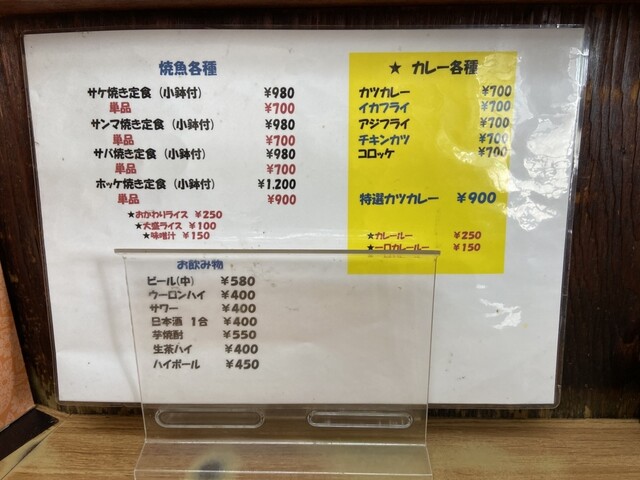 焼魚各種
サケ焼き定食（小鉢付） ¥980
単品 ¥700
サンマ焼き定食（小鉢付） ¥980
単品 ¥700
サバ焼き定食（小鉢付） ¥980
単品 ¥700
ホッケ焼き定食（小鉢付） ¥1.200
単品 ¥900
★おかわりライス ¥250
★大盛ライス ¥100
★味噌汁 ¥150
★ カレー各種
カツカレー ¥700
イカフライ ¥700
アジフライ ¥700
チキンカツ ¥700
コロッケ ¥700
特選カツカレー ¥900
★カレールー ¥250
★一口カレールー ¥150
お飲み物
ビール(中) ¥580
ウーロンハイ ¥400
サワー ¥400
日本酒 1合 ¥400
芋焼酎 ¥550
生茶ハイ ¥400
ハイボール ¥450